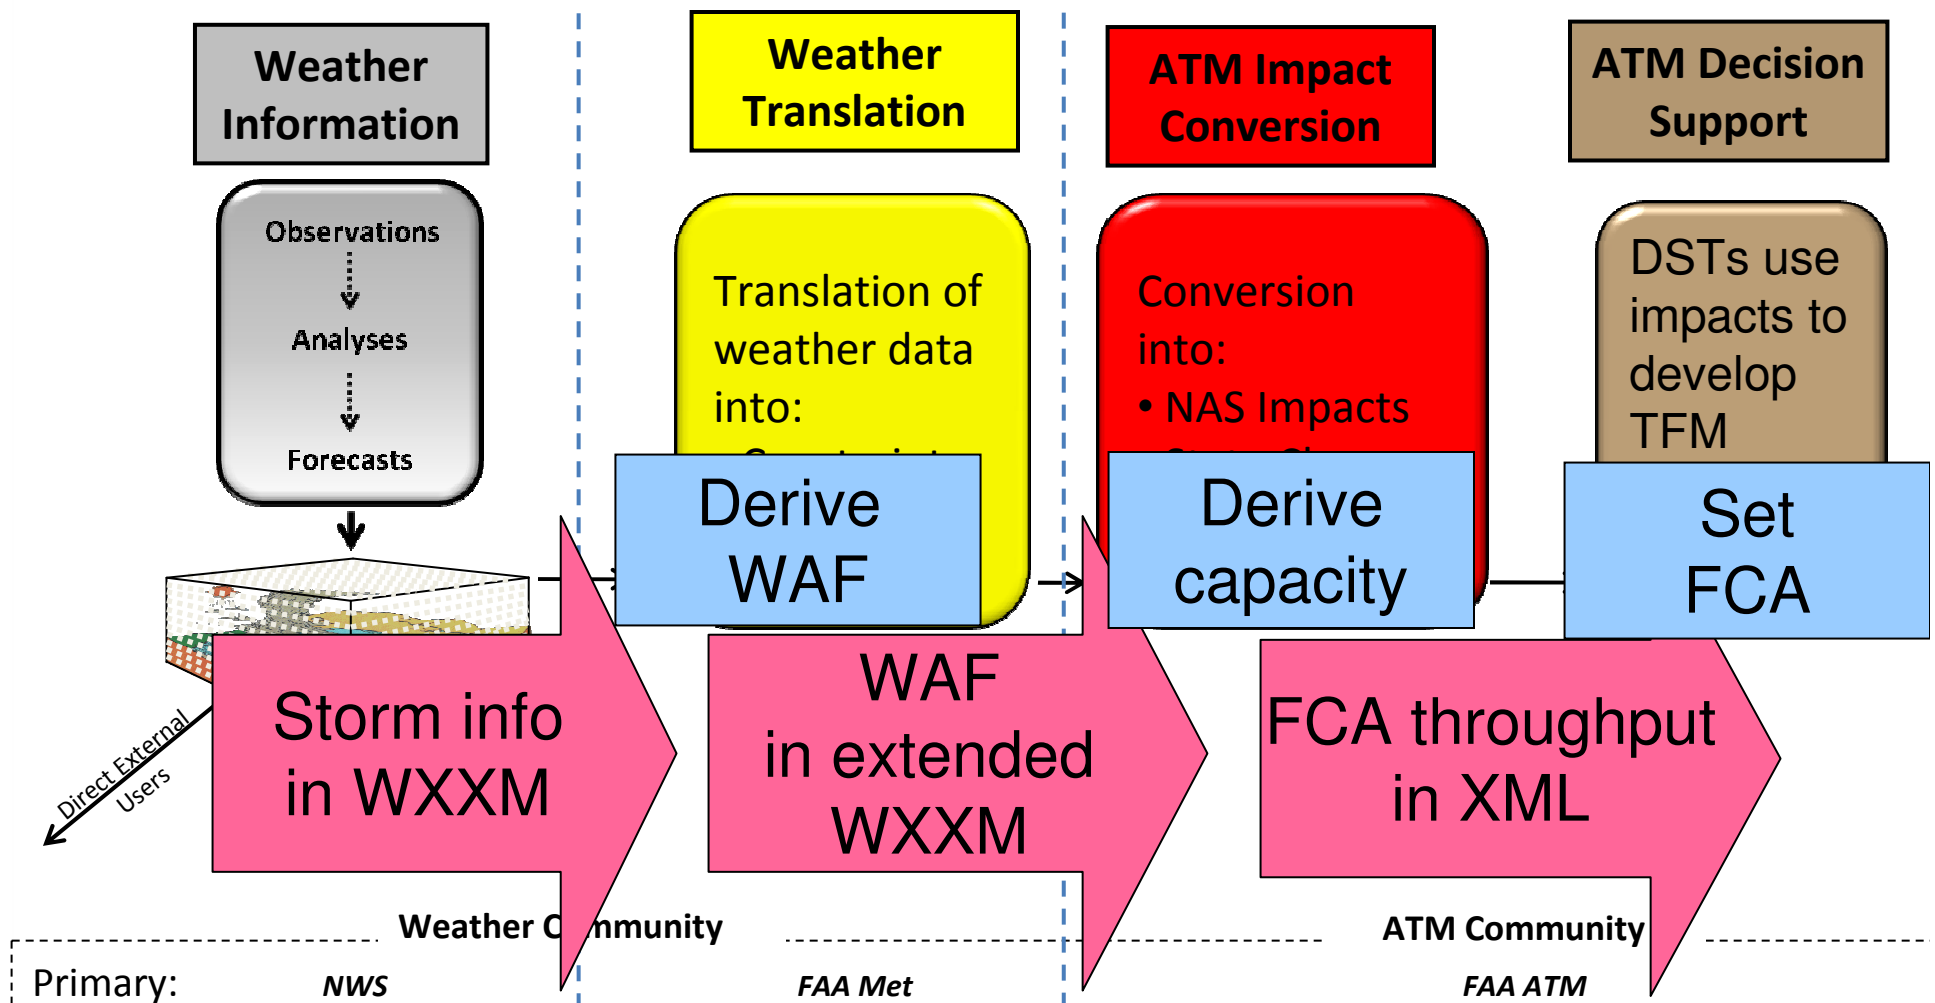 Weather
Information
Weather
Translation
ATM Impact
Conversion
ATM Decision
Support
Observations
Analyses
Forecasts
Translation of
weather data
into:
Conversion
into:
• NAS Impacts
DSTs use
impacts to
develop
TFM
Derive
WAF
Derive
capacity
Set
FCA
Storm info
in WXXM
WAF
in extended
WXXM
FCA throughput
in XML
Direct External
Users
Weather C mmunity
ATM Community
Primary:
NWS
FAA Met
FAA ATM